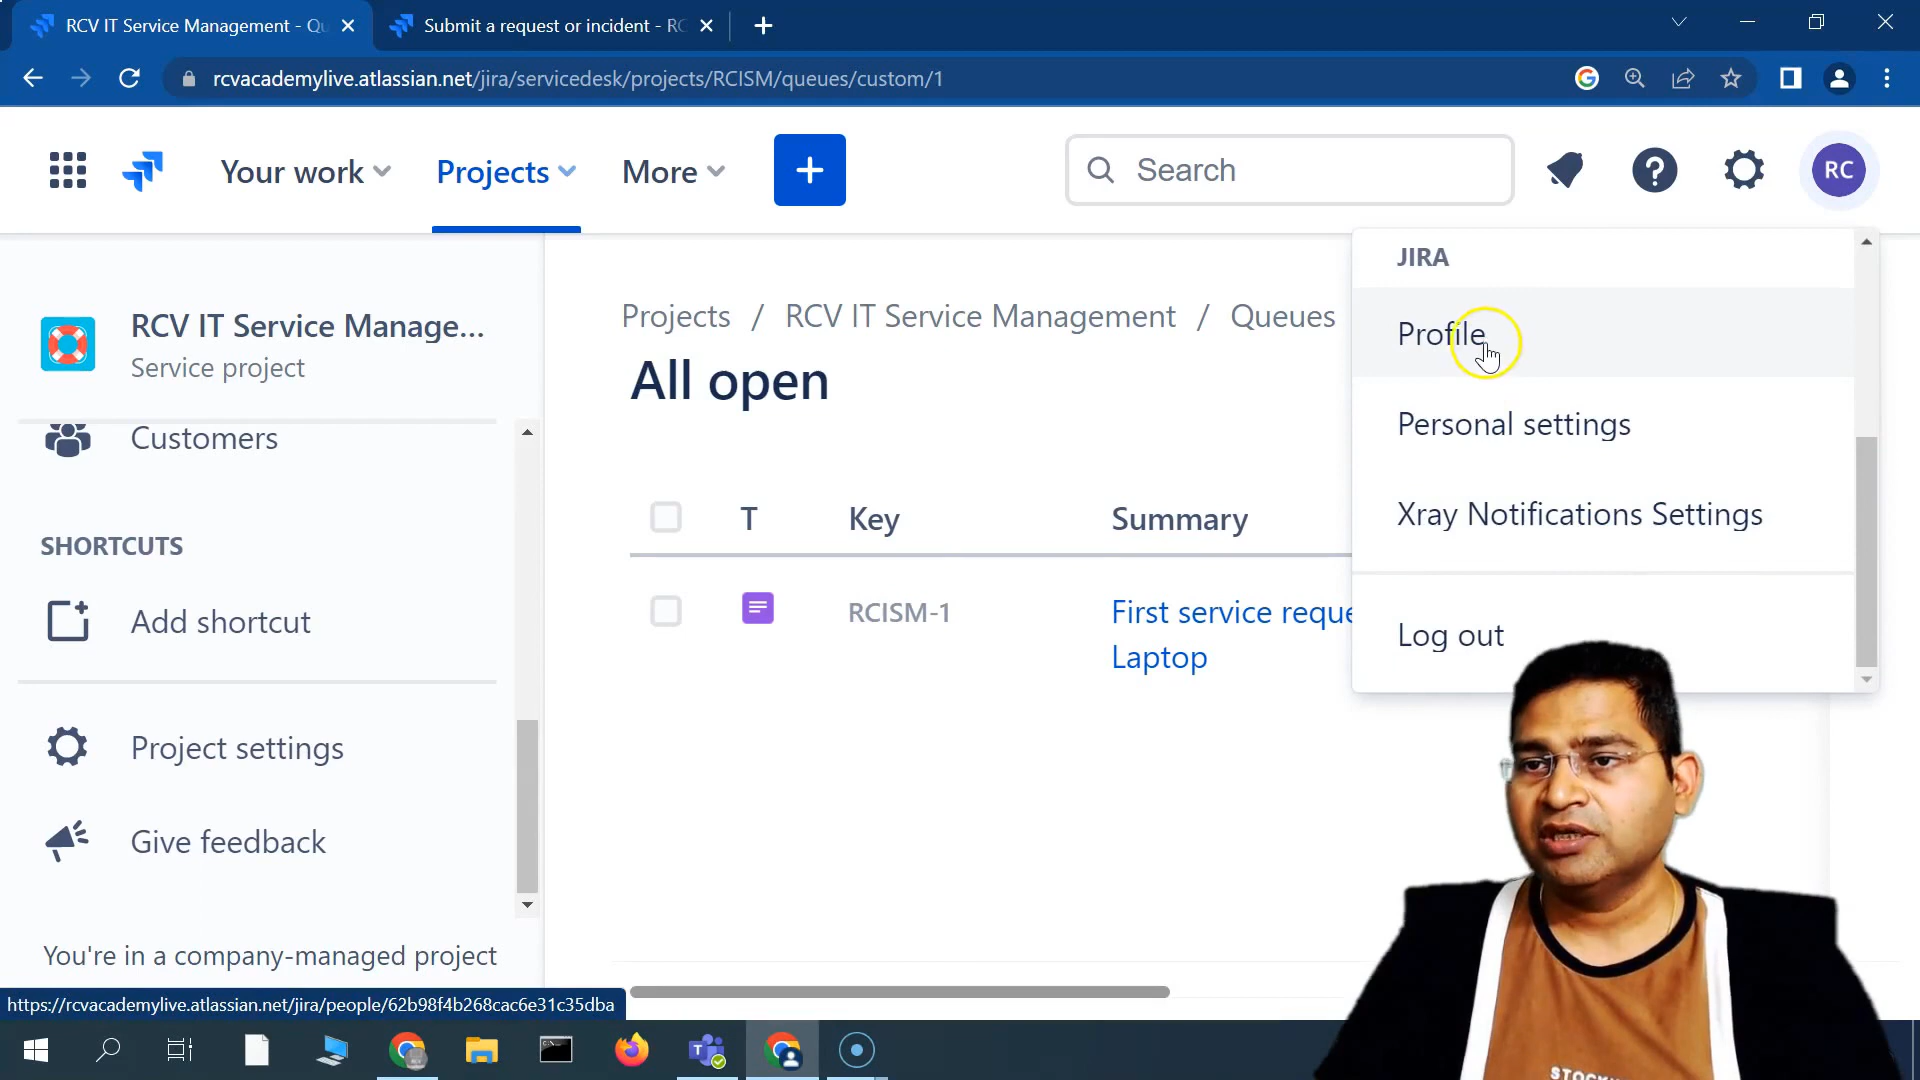 RCV IT Service Management - Qu
Submit a request or incident - RC
rcvacademylive.atlassian.net/jira/servicedesk/projects/RCISM/queues/custom/1
Your work
Projects
More
Search
RC
RCV IT Service Manage...
Service project
Customers
SHORTCUTS
Add shortcut
Project settings
Give feedback
You're in a company-managed project
https://rcvacademylive.atlassian.net/jira/people/62b98f4b268cac6e31c35dba
Projects / RCV IT Service Management / Queues
All open
T Key Summary
RCISM-1 First service reque
Laptop
JIRA
Profile
Personal settings
Xray Notifications Settings
Log out